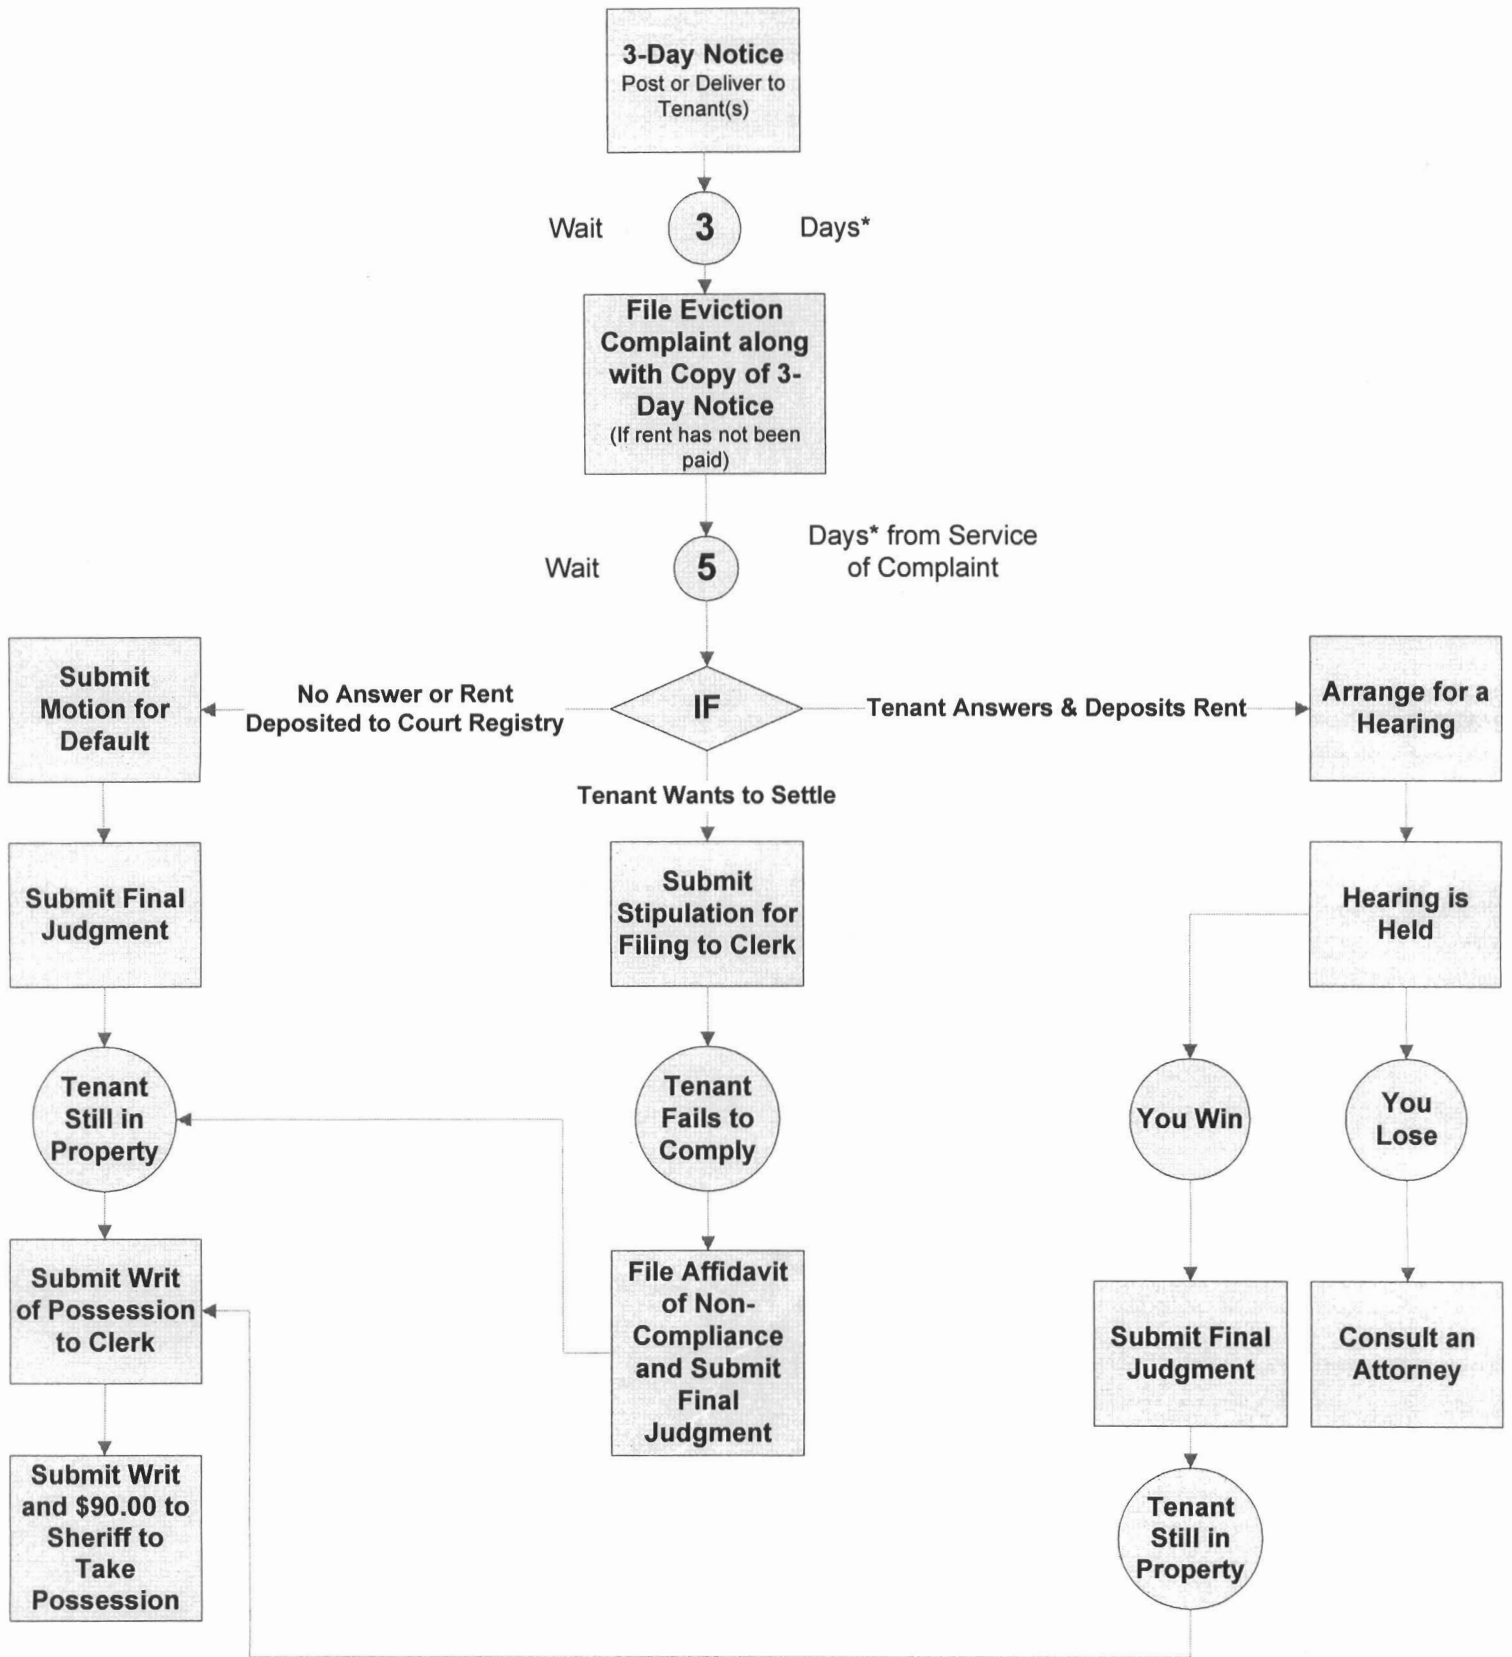 3-Day Notice
Post or Deliver to
Tenant(s)
Wait
3
Days*
File Eviction
Complaint along
with Copy of 3-
Day Notice
(If rent has not been
paid)
Wait
5
Days* from Service
of Complaint
IF
No Answer or Rent
Deposited to Court Registry
Tenant Answers & Deposits Rent
Tenant Wants to Settle
Submit
Motion for
Default
Submit Final
Judgment
Tenant
Still in
Property
Submit Writ
of Possession
to Clerk
Submit Writ
and $90.00 to
Sheriff to
Take
Possession
Submit
Stipulation for
Filing to Clerk
Tenant
Fails to
Comply
File Affidavit
of Non-
Compliance
and Submit
Final
Judgment
Arrange for a
Hearing
Hearing is
Held
You Win
You
Lose
Submit Final
Judgment
Consult an
Attorney
Tenant
Still in
Property